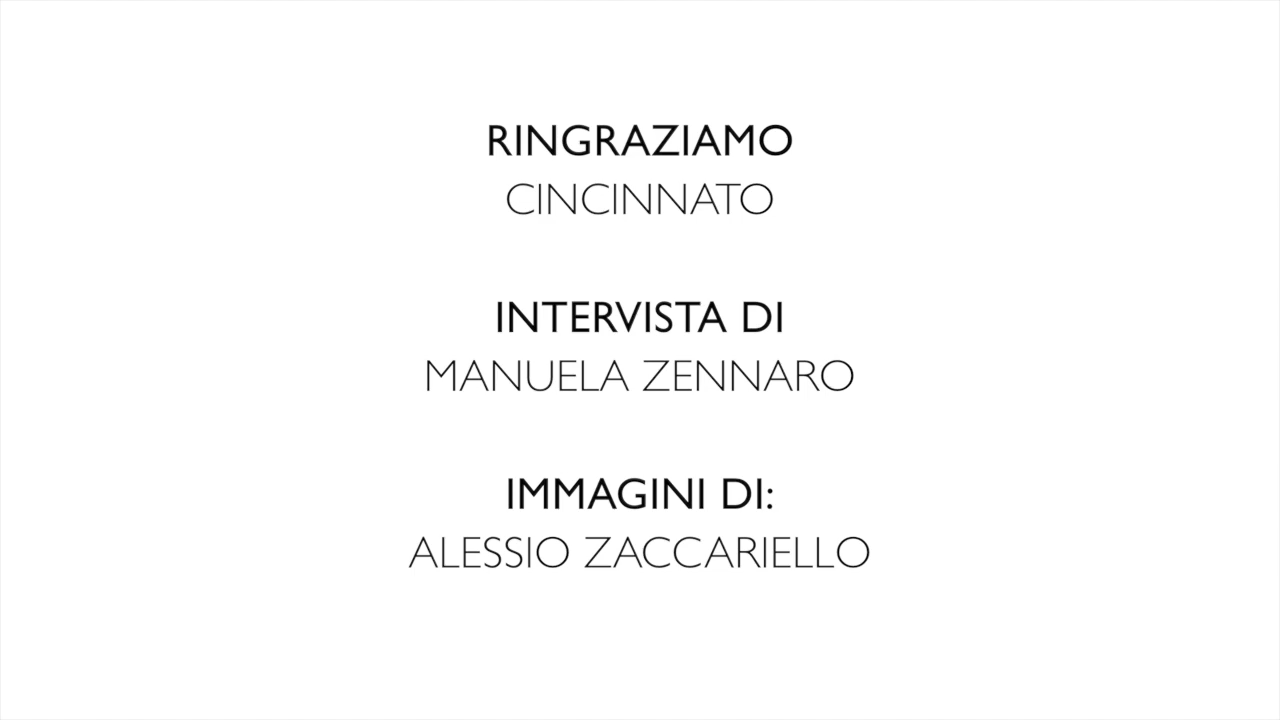 RINGRAZIAMO
CINCINNATO
INTERVISTA DI
MANUELA ZENNARO
IMMAGINI DI:
ALESSIO ZACCARIELLO